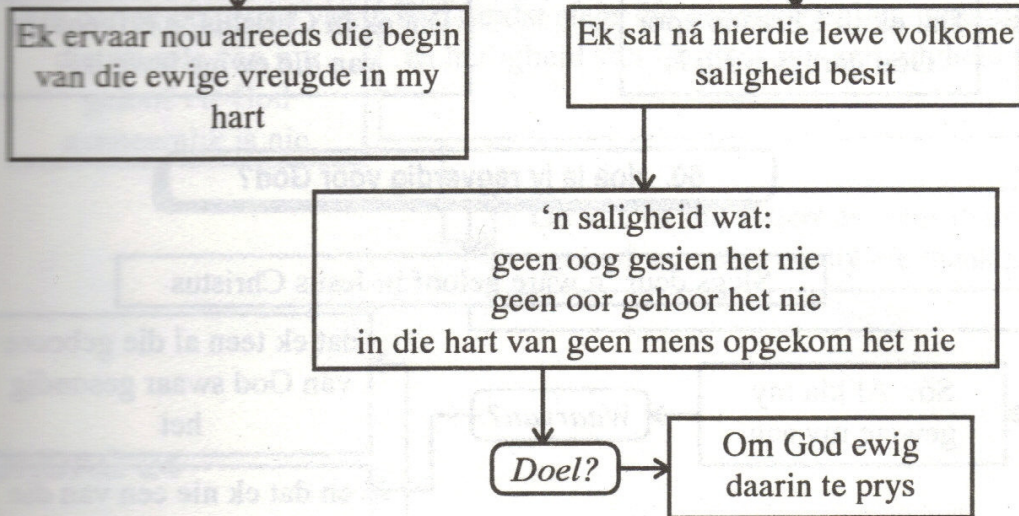 Ek ervaar nou alreeds die begin
van die ewige vreugde in my
hart
Ek sal ná hierdie lewe volkome
saligheid besit
‘n saligheid wat:
geen oog gesien het nie
geen oor gehoor het nie
in die hart van geen mens opgekom het nie
Doel?
Om God ewig
daarin te prys